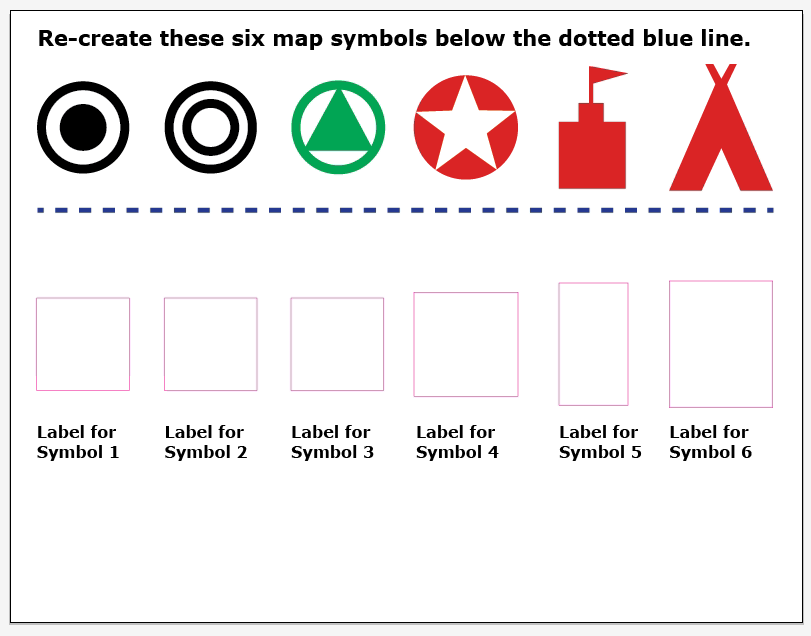 Re-create these six map symbols below the dotted blue line.
Label for
Symbol 1
Label for
Symbol 2
Label for
Symbol 3
Label for
Symbol 4
Label for
Symbol 5
Label for
Symbol 6